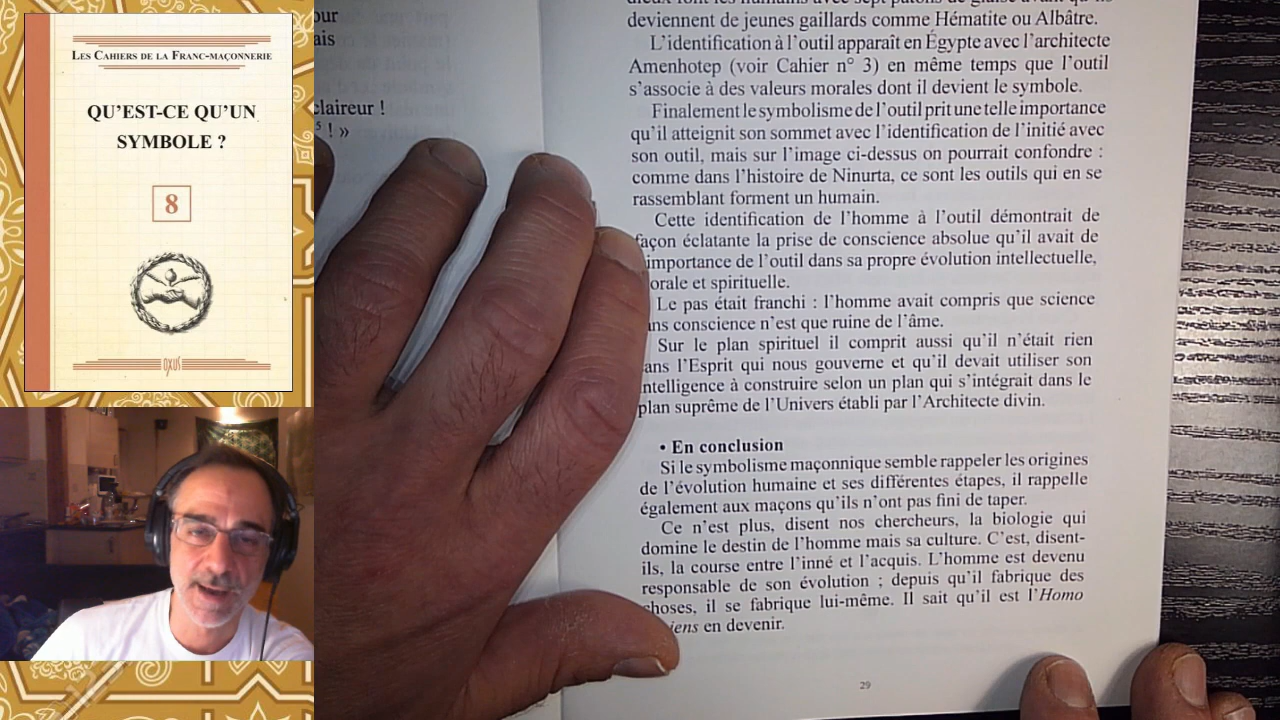 LES CAHIERS DE LA FRANC-MAÇONNERIE
QU'EST-CE QU'UN
SYMBOLE ?
8
OXUS
our
ais
claireur !
5 ! »
deviennent de jeunes gaillards comme Hématite ou Albâtre.
L'identification à l'outil apparaît en Égypte avec l'architecte
Amenhotep (voir Cahier n° 3) en même temps que l'outil
s'associe à des valeurs morales dont il devient le symbole.
Finalement le symbolisme de l'outil prit une telle importance
qu'il atteignit son sommet avec l'identification de l'initié avec
son outil, mais sur l'image ci-dessus on pourrait confondre :
comme dans l'histoire de Ninurta, ce sont les outils qui en se
rassemblant forment un humain.
Cette identification de l'homme à l'outil démontrait de
façon éclatante la prise de conscience absolue qu'il avait de
importance de l'outil dans sa propre évolution intellectuelle,
orale et spirituelle.
Le pas était franchi : l'homme avait compris que science
ans conscience n'est que ruine de l'âme.
Sur le plan spirituel il comprit aussi qu'il n'était rien
ans l'Esprit qui nous gouverne et qu'il devait utiliser son
ntelligence à construire selon un plan qui s'intégrait dans le
plan suprême de l'Univers établi par l'Architecte divin.
• En conclusion
Si le symbolisme maçonnique semble rappeler les origines
de l'évolution humaine et ses différentes étapes, il rappelle
également aux maçons qu'ils n'ont pas fini de taper.
Ce n'est plus, disent nos chercheurs, la biologie qui
domine le destin de l'homme mais sa culture. C'est, disent-
ils, la course entre l'inné et l'acquis. L'homme est devenu
responsable de son évolution ; depuis qu'il fabrique des
choses, il se fabrique lui-même. Il sait qu'il est l'Homo
iens en devenir.
29